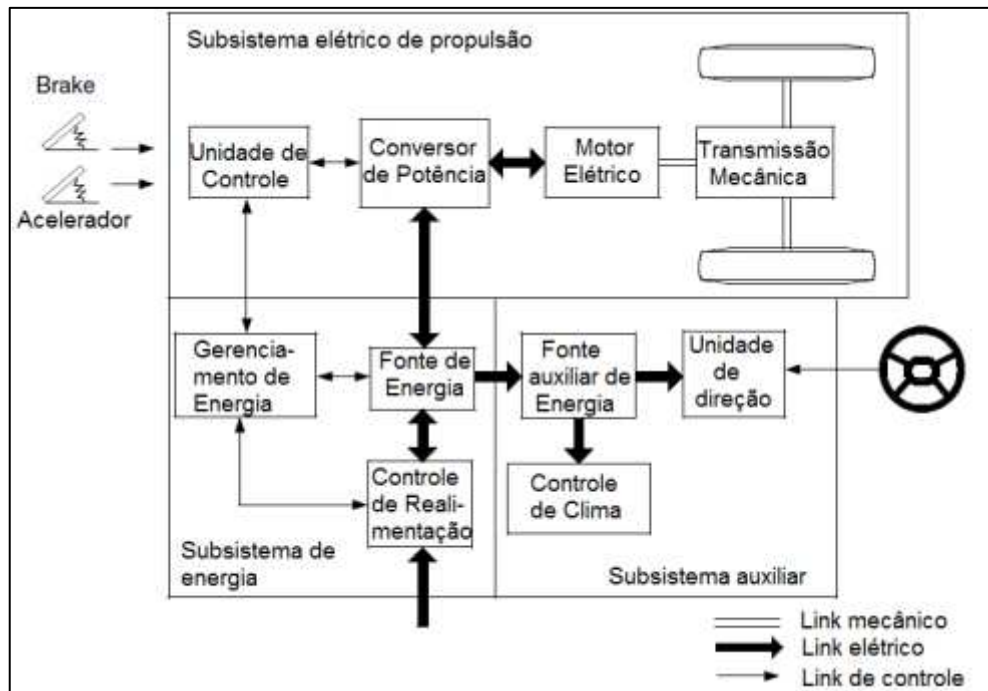 Subsistema elétrico de propulsão
Brake
Acelerador
Unidade de
Controle
Conversor
de Potência
Motor
Elétrico
Transmissão
Mecânica
Gerencia-
mento de
Energia
Fonte de
Energia
Fonte
auxiliar de
Energia
Unidade
de
direção
Controle
de Reali-
mentação
Controle
de Clima
Subsistema de
energia
Subsistema auxiliar
Link mecânico
Link elétrico
Link de controle